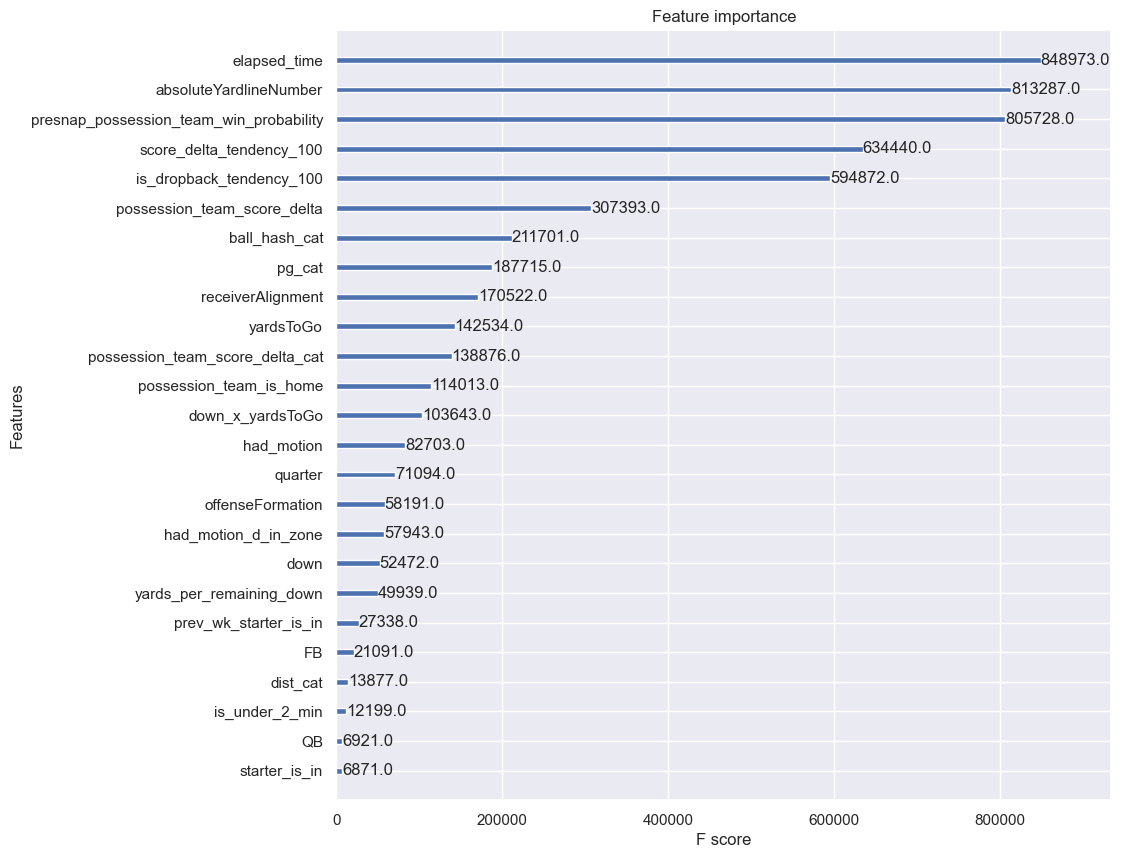 Feature importance
elapsed_time 848973.0
absoluteYardlineNumber 813287.0
presnap_possession_team_win_probability 805728.0
score_delta_tendency_100 634440.0
is_dropback_tendency_100 594872.0
possession_team_score_delta 307393.0
ball_hash_cat 211701.0
pg_cat 187715.0
receiverAlignment 170522.0
yardsToGo 142534.0
possession_team_score_delta_cat 138876.0
possession_team_is_home 114013.0
down_x_yardsToGo 103643.0
had_motion 82703.0
quarter 71094.0
offenseFormation 58191.0
had_motion_d_in_zone 57943.0
down 52472.0
yards_per_remaining_down 49939.0
prev_wk_starter_is_in 27338.0
FB 21091.0
dist_cat 13877.0
is_under_2_min 12199.0
QB 6921.0
starter_is_in 6871.0
Features
0 200000 400000 600000 800000
F score